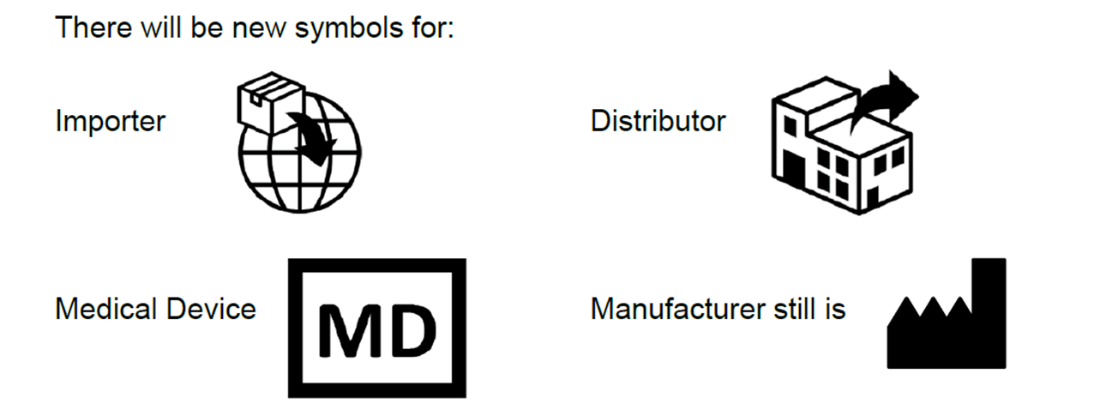 There will be new symbols for:
Importer
Distributor
Medical Device
MD
Manufacturer still is